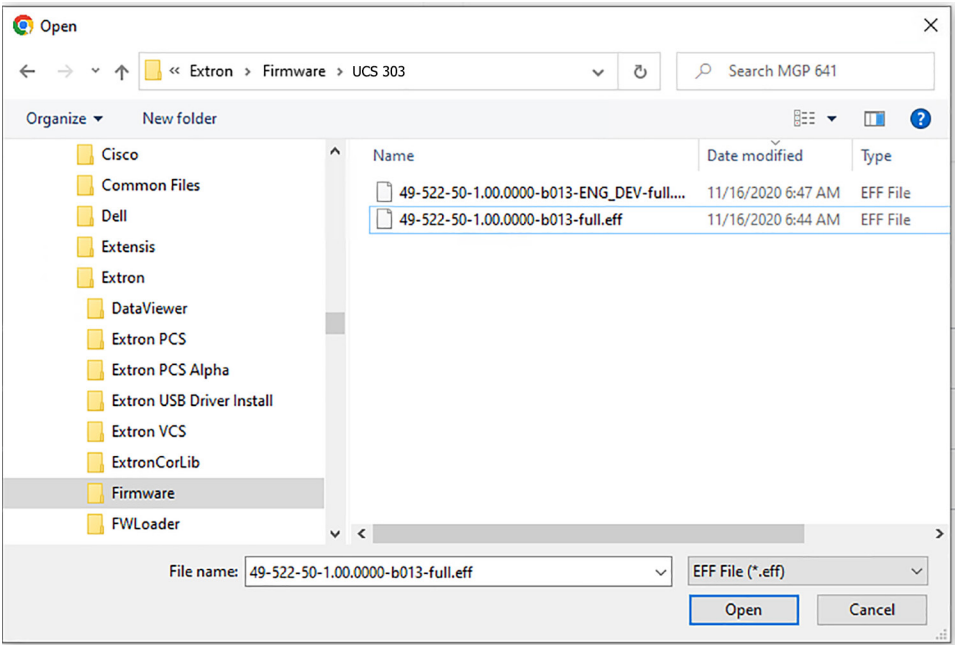 Open
« Extron > Firmware > UCS 303
Search MGP 641
Organize New folder
?
Cisco
Common Files
Dell
Extensis
Extron
DataViewer
Extron PCS
Extron PCS Alpha
Extron USB Driver Install
Extron VCS
ExtronCorLib
Firmware
FWLoader
Name Date modified Type
49-522-50-1.00.0000-b013-ENG_DEV-full.... 11/16/2020 6:47 AM EFF File
49-522-50-1.00.0000-b013-full.eff 11/16/2020 6:44 AM EFF File
File name: 49-522-50-1.00.0000-b013-full.eff EFF File (*.eff)
Open Cancel